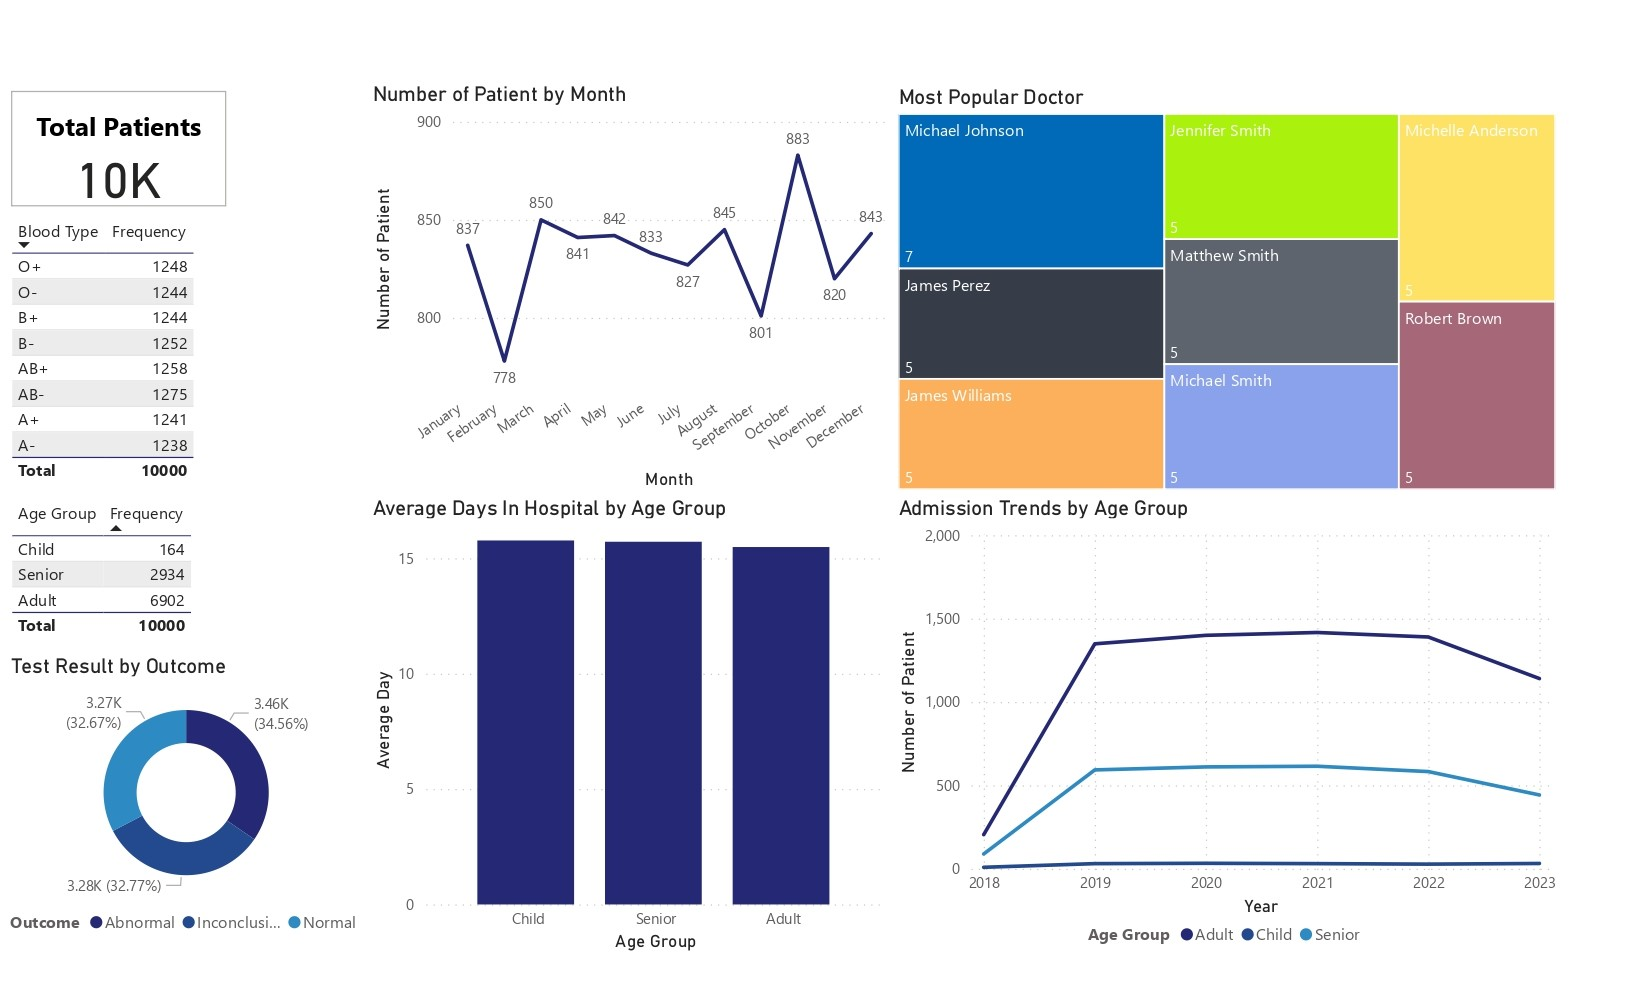 Total Patients
10K
Blood Type Frequency
O+ 1248
O- 1244
B+ 1244
B- 1252
AB+ 1258
AB- 1275
A+ 1241
A- 1238
Total 10000
Age Group Frequency
Child 164
Senior 2934
Adult 6902
Total 10000
Test Result by Outcome
3.27K
(32.67%)
3.46K
(34.56%)
3.28K (32.77%)
Outcome Abnormal Inconclusi... Normal
Number of Patient by Month
Number of Patient
900
850
800
837
778
850
841
842
833
827
845
801
883
820
843
January
February
March
April
May
June
July
August
September
October
November
December
Month
Most Popular Doctor
Michael Johnson
7
James Perez
5
James Williams
5
Jennifer Smith
5
Matthew Smith
5
Michael Smith
5
Michelle Anderson
5
Robert Brown
5
Average Days In Hospital by Age Group
Average Day
15
10
5
0
Child Senior Adult
Age Group
Admission Trends by Age Group
Number of Patient
2,000
1,500
1,000
500
0
2018 2019 2020 2021 2022 2023
Year
Age Group Adult Child Senior